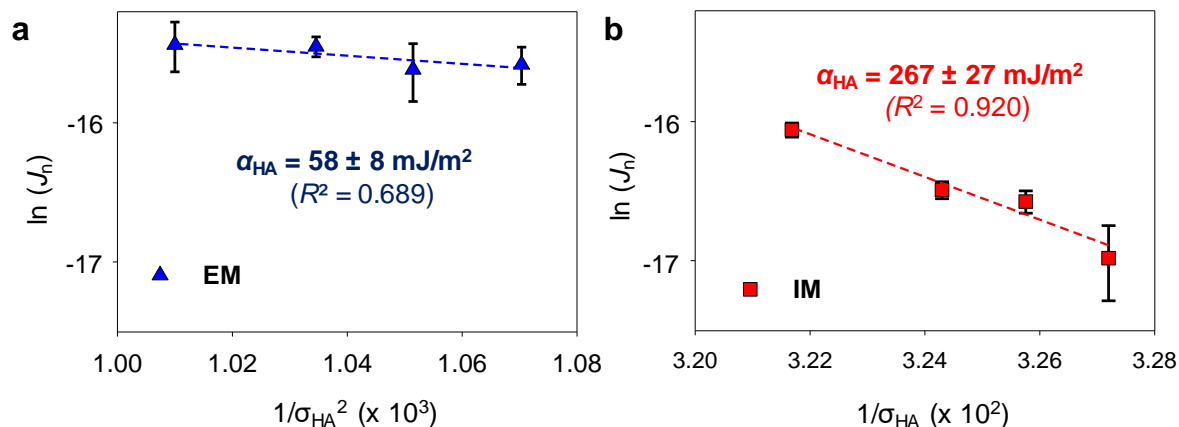 a
ln (Jn)
-16
-17
αHA = 58 ± 8 mJ/m²
(R² = 0.689)
EM
1.00 1.02 1.04 1.06 1.08
1/σHA² (x 10³)
b
ln (Jn)
-16
-17
αHA = 267 ± 27 mJ/m²
(R² = 0.920)
IM
3.20 3.22 3.24 3.26 3.28
1/σHA (x 10²)